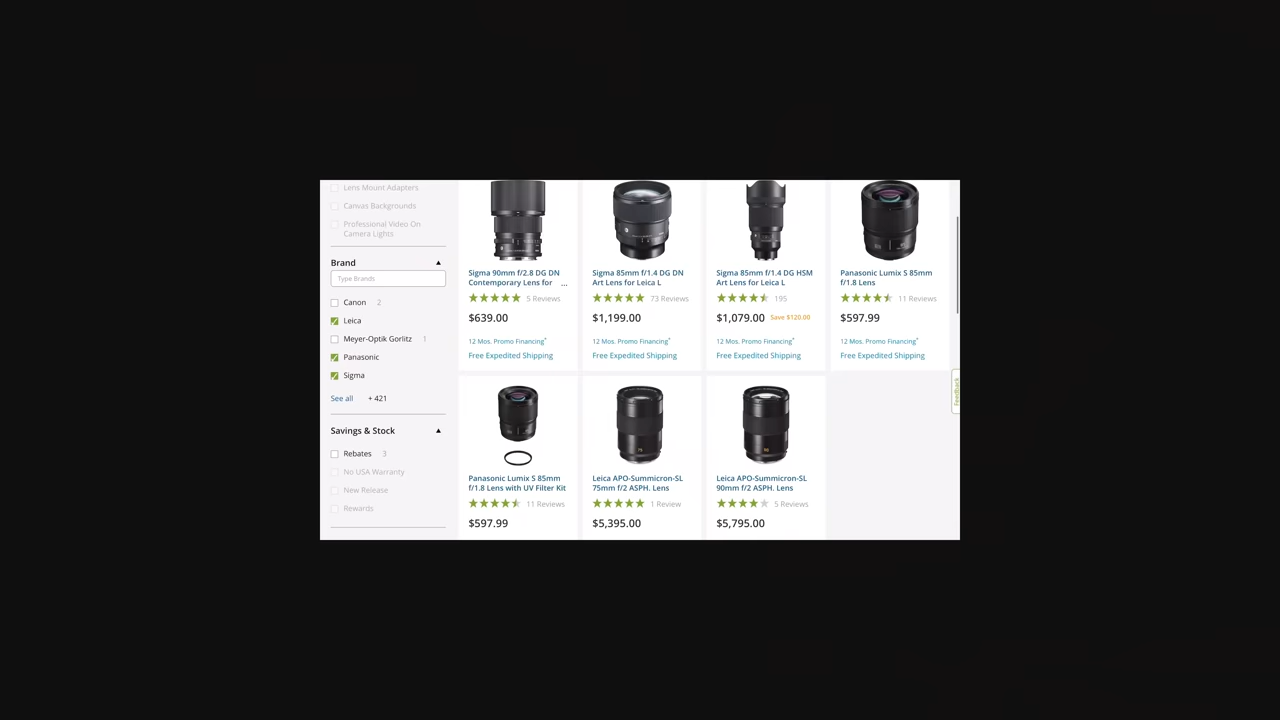 Lens Mount Adapters
Canvas Backgrounds
Professional Video On
Camera Lights
Brand
Type Brands
Canon 2
Leica
Meyer-Optik Gorlitz 1
Panasonic
Sigma
See all + 421
Savings & Stock
Rebates 3
No USA Warranty
New Release
Rewards
Sigma 90mm f/2.8 DG DN
Contemporary Lens for ...
5 Reviews
$639.00
12 Mos. Promo Financing*
Free Expedited Shipping
Sigma 85mm f/1.4 DG DN
Art Lens for Leica L
73 Reviews
$1,199.00
12 Mos. Promo Financing*
Free Expedited Shipping
Sigma 85mm f/1.4 DG HSM
Art Lens for Leica L
195
$1,079.00 Save $120.00
12 Mos. Promo Financing*
Free Expedited Shipping
Panasonic Lumix S 85mm
f/1.8 Lens
11 Reviews
$597.99
12 Mos. Promo Financing*
Free Expedited Shipping
Panasonic Lumix S 85mm
f/1.8 Lens with UV Filter Kit
11 Reviews
$597.99
Leica APO-Summicron-SL
75mm f/2 ASPH. Lens
1 Review
$5,395.00
Leica APO-Summicron-SL
90mm f/2 ASPH. Lens
5 Reviews
$5,795.00
Feedback